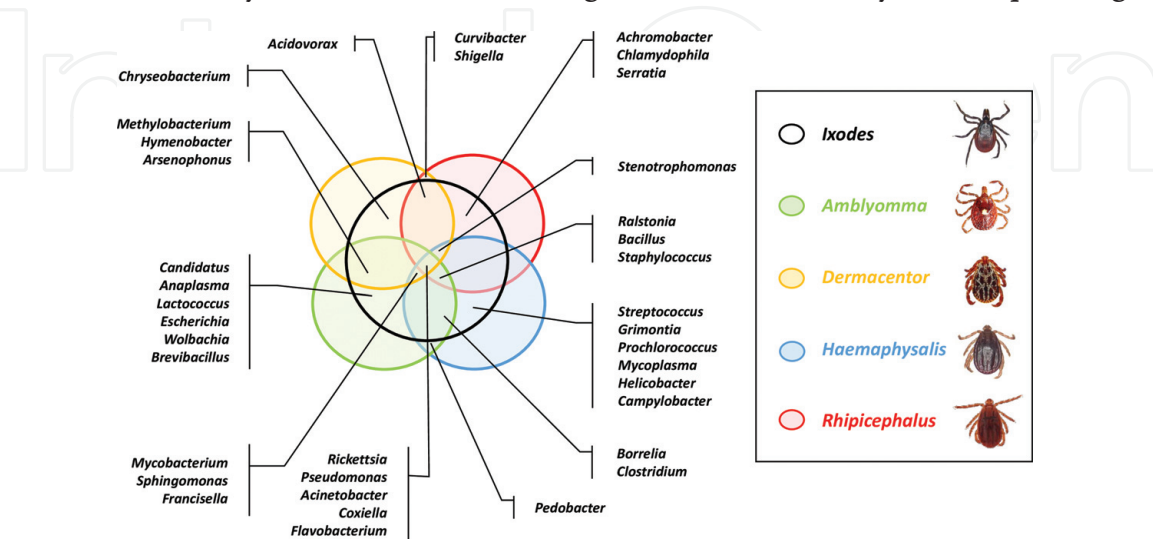 Acidovorax
Curvibacter
Shigella
Achromobacter
Chlamydophila
Serratia
Chryseobacterium
Methylobacterium
Hymenobacter
Arsenophonus
Stenotrophomonas
Ralstonia
Bacillus
Staphylococcus
Candidatus
Anaplasma
Lactococcus
Escherichia
Wolbachia
Brevibacillus
Streptococcus
Grimontia
Prochlorococcus
Mycoplasma
Helicobacter
Campylobacter
Mycobacterium
Sphingomonas
Francisella
Rickettsia
Pseudomonas
Acinetobacter
Coxiella
Flavobacterium
Borrelia
Clostridium
Pedobacter
Ixodes
Amblyomma
Dermacentor
Haemaphysalis
Rhipicephalus